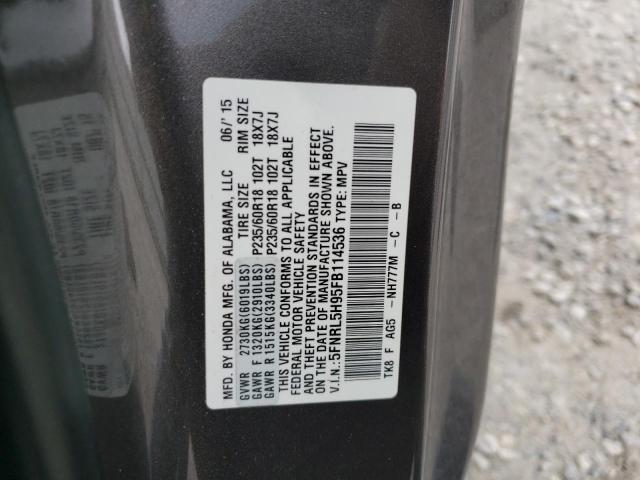 MFD. BY HONDA MFG. OF ALABAMA, LLC 06/'15
GVWR 2730KG(6019LBS) TIRE SIZE RIM SIZE
GAWR F 1320KG(2910LBS) P235/60R18 102T 18X7J
GAWR R 1515KG(3340LBS) P235/60R18 102T 18X7J
THIS VEHICLE CONFORMS TO ALL APPLICABLE
FEDERAL MOTOR VEHICLE SAFETY
AND THEFT PREVENTION STANDARDS IN EFFECT
ON THE DATE OF MANUFACTURE SHOWN ABOVE.
V.I.N.:5FNRL5H95FB114536 TYPE: MPV
TK8 F AG5 - NH777M - C - B